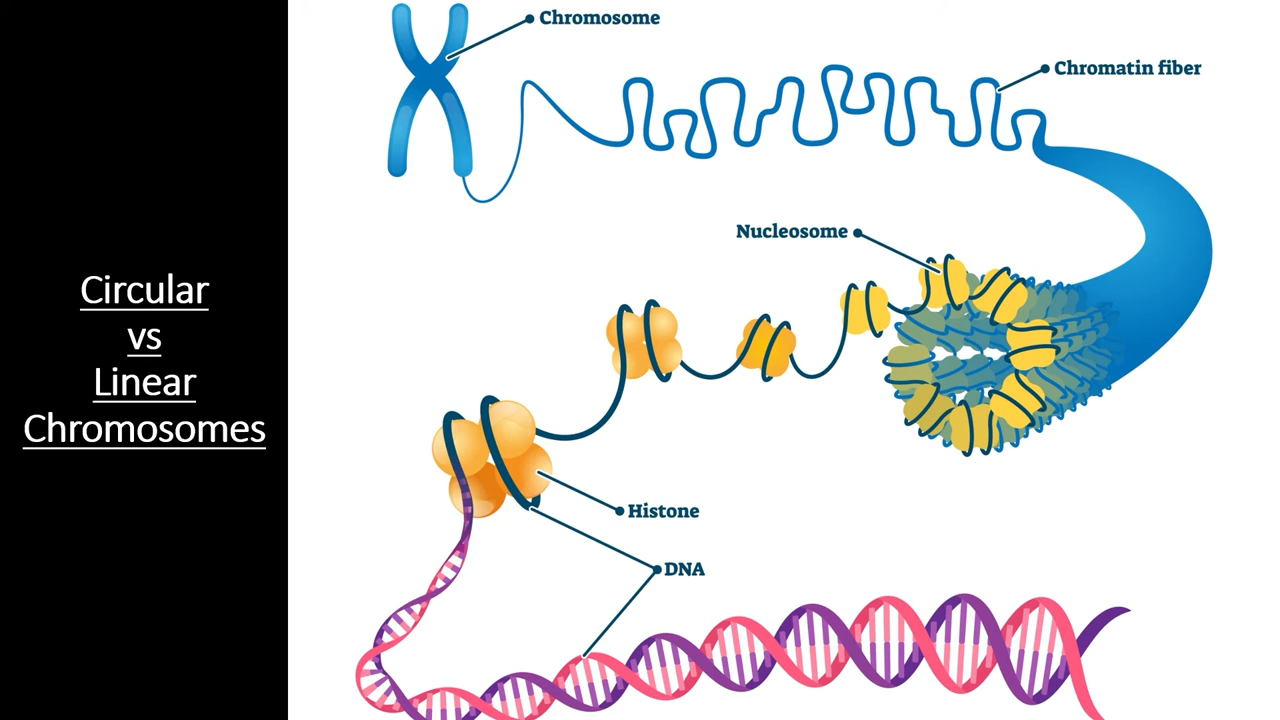 Circular
vs
Linear
Chromosomes
Chromosome
Chromatin fiber
Nucleosome
Histone
DNA